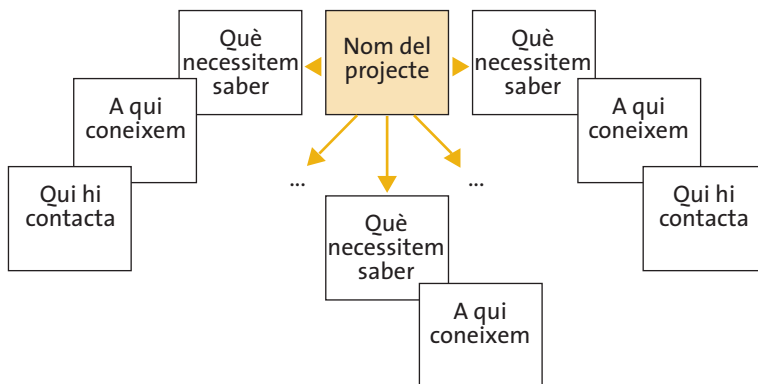 Què
necessitem
saber
Nom del
projecte
Què
necessitem
saber
A qui
coneixem
A qui
coneixem
Qui hi
contacta
Qui hi
contacta
...
...
Què
necessitem
saber
A qui
coneixem